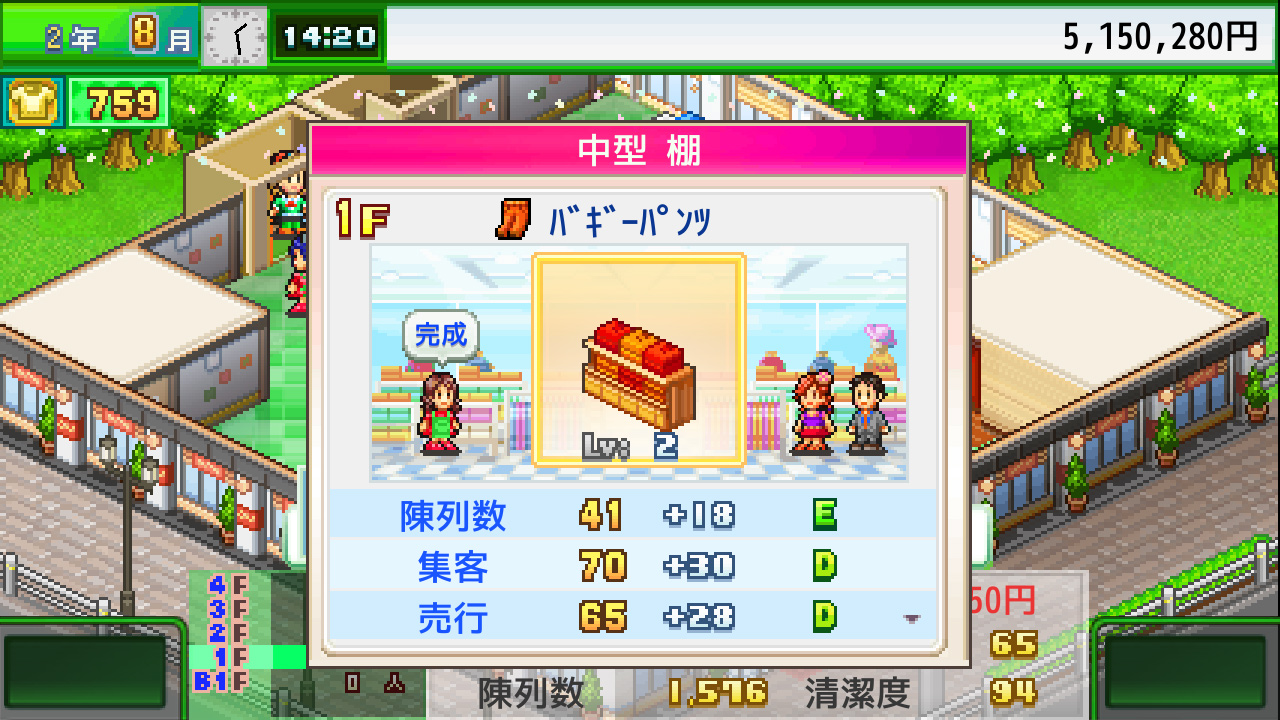 2年 8月 14:20 5,150,280円
759
中型 棚
1F バギーパンツ
完成
Lv: 2
陳列数 41 +18 E
集客 70 +30 D
売行 65 +28 D
4F
3F
2F
1F
B1F
0
50円
65
陳列数 1,576 清潔度 94